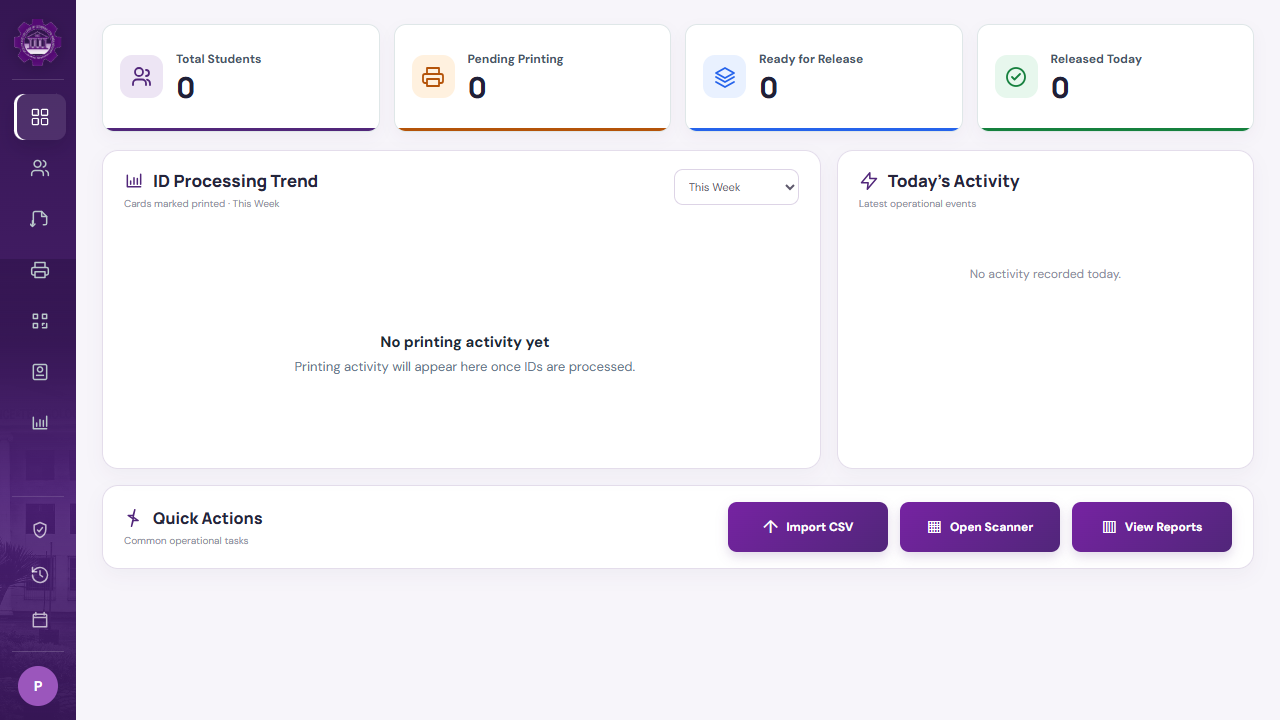 Total Students
0
Pending Printing
0
Ready for Release
0
Released Today
0
ID Processing Trend
Cards marked printed · This Week
This Week
No printing activity yet
Printing activity will appear here once IDs are processed.
Today's Activity
Latest operational events
No activity recorded today.
Quick Actions
Common operational tasks
Import CSV
Open Scanner
View Reports
P